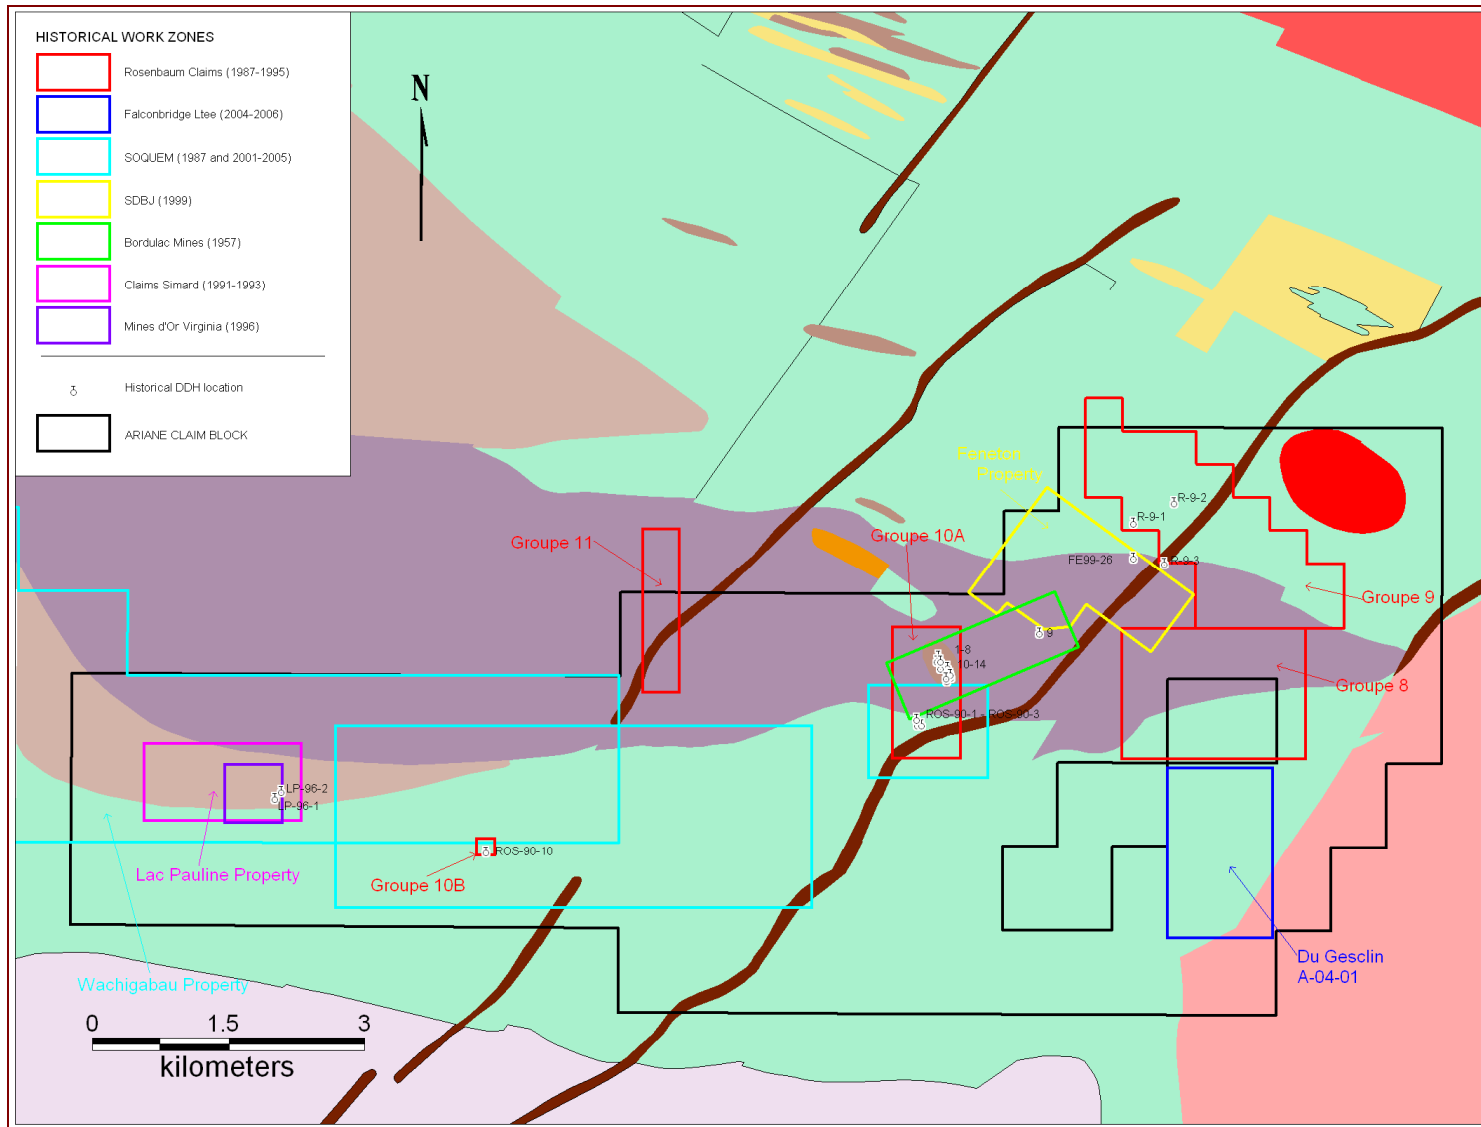 HISTORICAL WORK ZONES
Rosenbaum Claims (1987-1995)
Falconbridge Ltee (2004-2006)
SOQUEM (1987 and 2001-2005)
SDBJ (1999)
Bordulac Mines (1957)
Claims Simard (1991-1993)
Mines d'Or Virginia (1996)
Historical DDH location
ARIANE CLAIM BLOCK
N
Feneton
Property
R-9-2
R-9-1
Groupe 10A
Groupe 11
FE99-26
R-9-3
Groupe 9
9
1-8
10-14
Groupe 8
ROS-90-1 - ROS-90-3
LP-96-2
LP-96-1
ROS-90-10
Lac Pauline Property
Groupe 10B
Du Gesclin
A-04-01
Wachigabau Property
0 1.5 3
kilometers